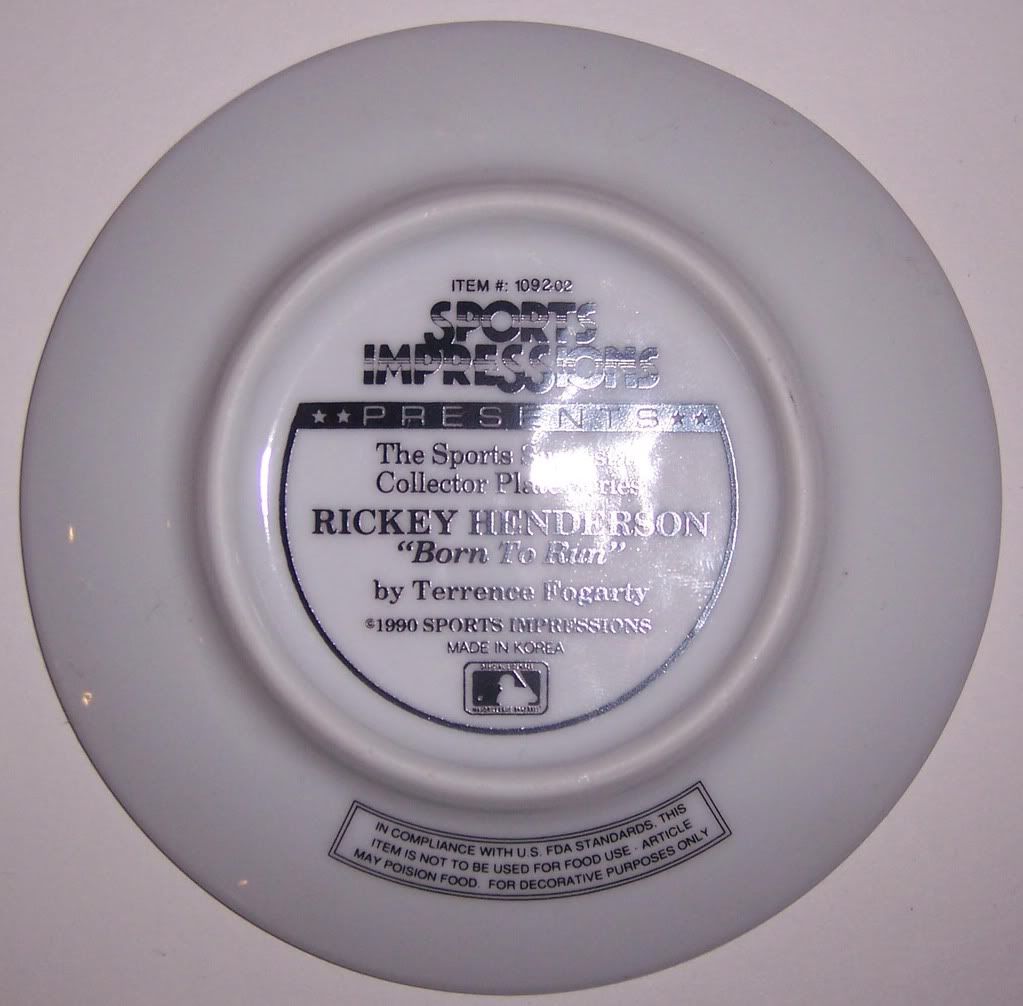 ITEM #: 1092-02
SPORTS
IMPRESSIONS
★★PRESENTS★★
The Sports
Collector
RICKEY HENDERSON
"Born To Run"
by Terrence Fogarty
©1990 SPORTS IMPRESSIONS
MADE IN KOREA
IN COMPLIANCE WITH U.S. FDA STANDARDS. THIS
ITEM IS NOT TO BE USED FOR FOOD USE - ARTICLE
MAY POISION FOOD. FOR DECORATIVE PURPOSES ONLY